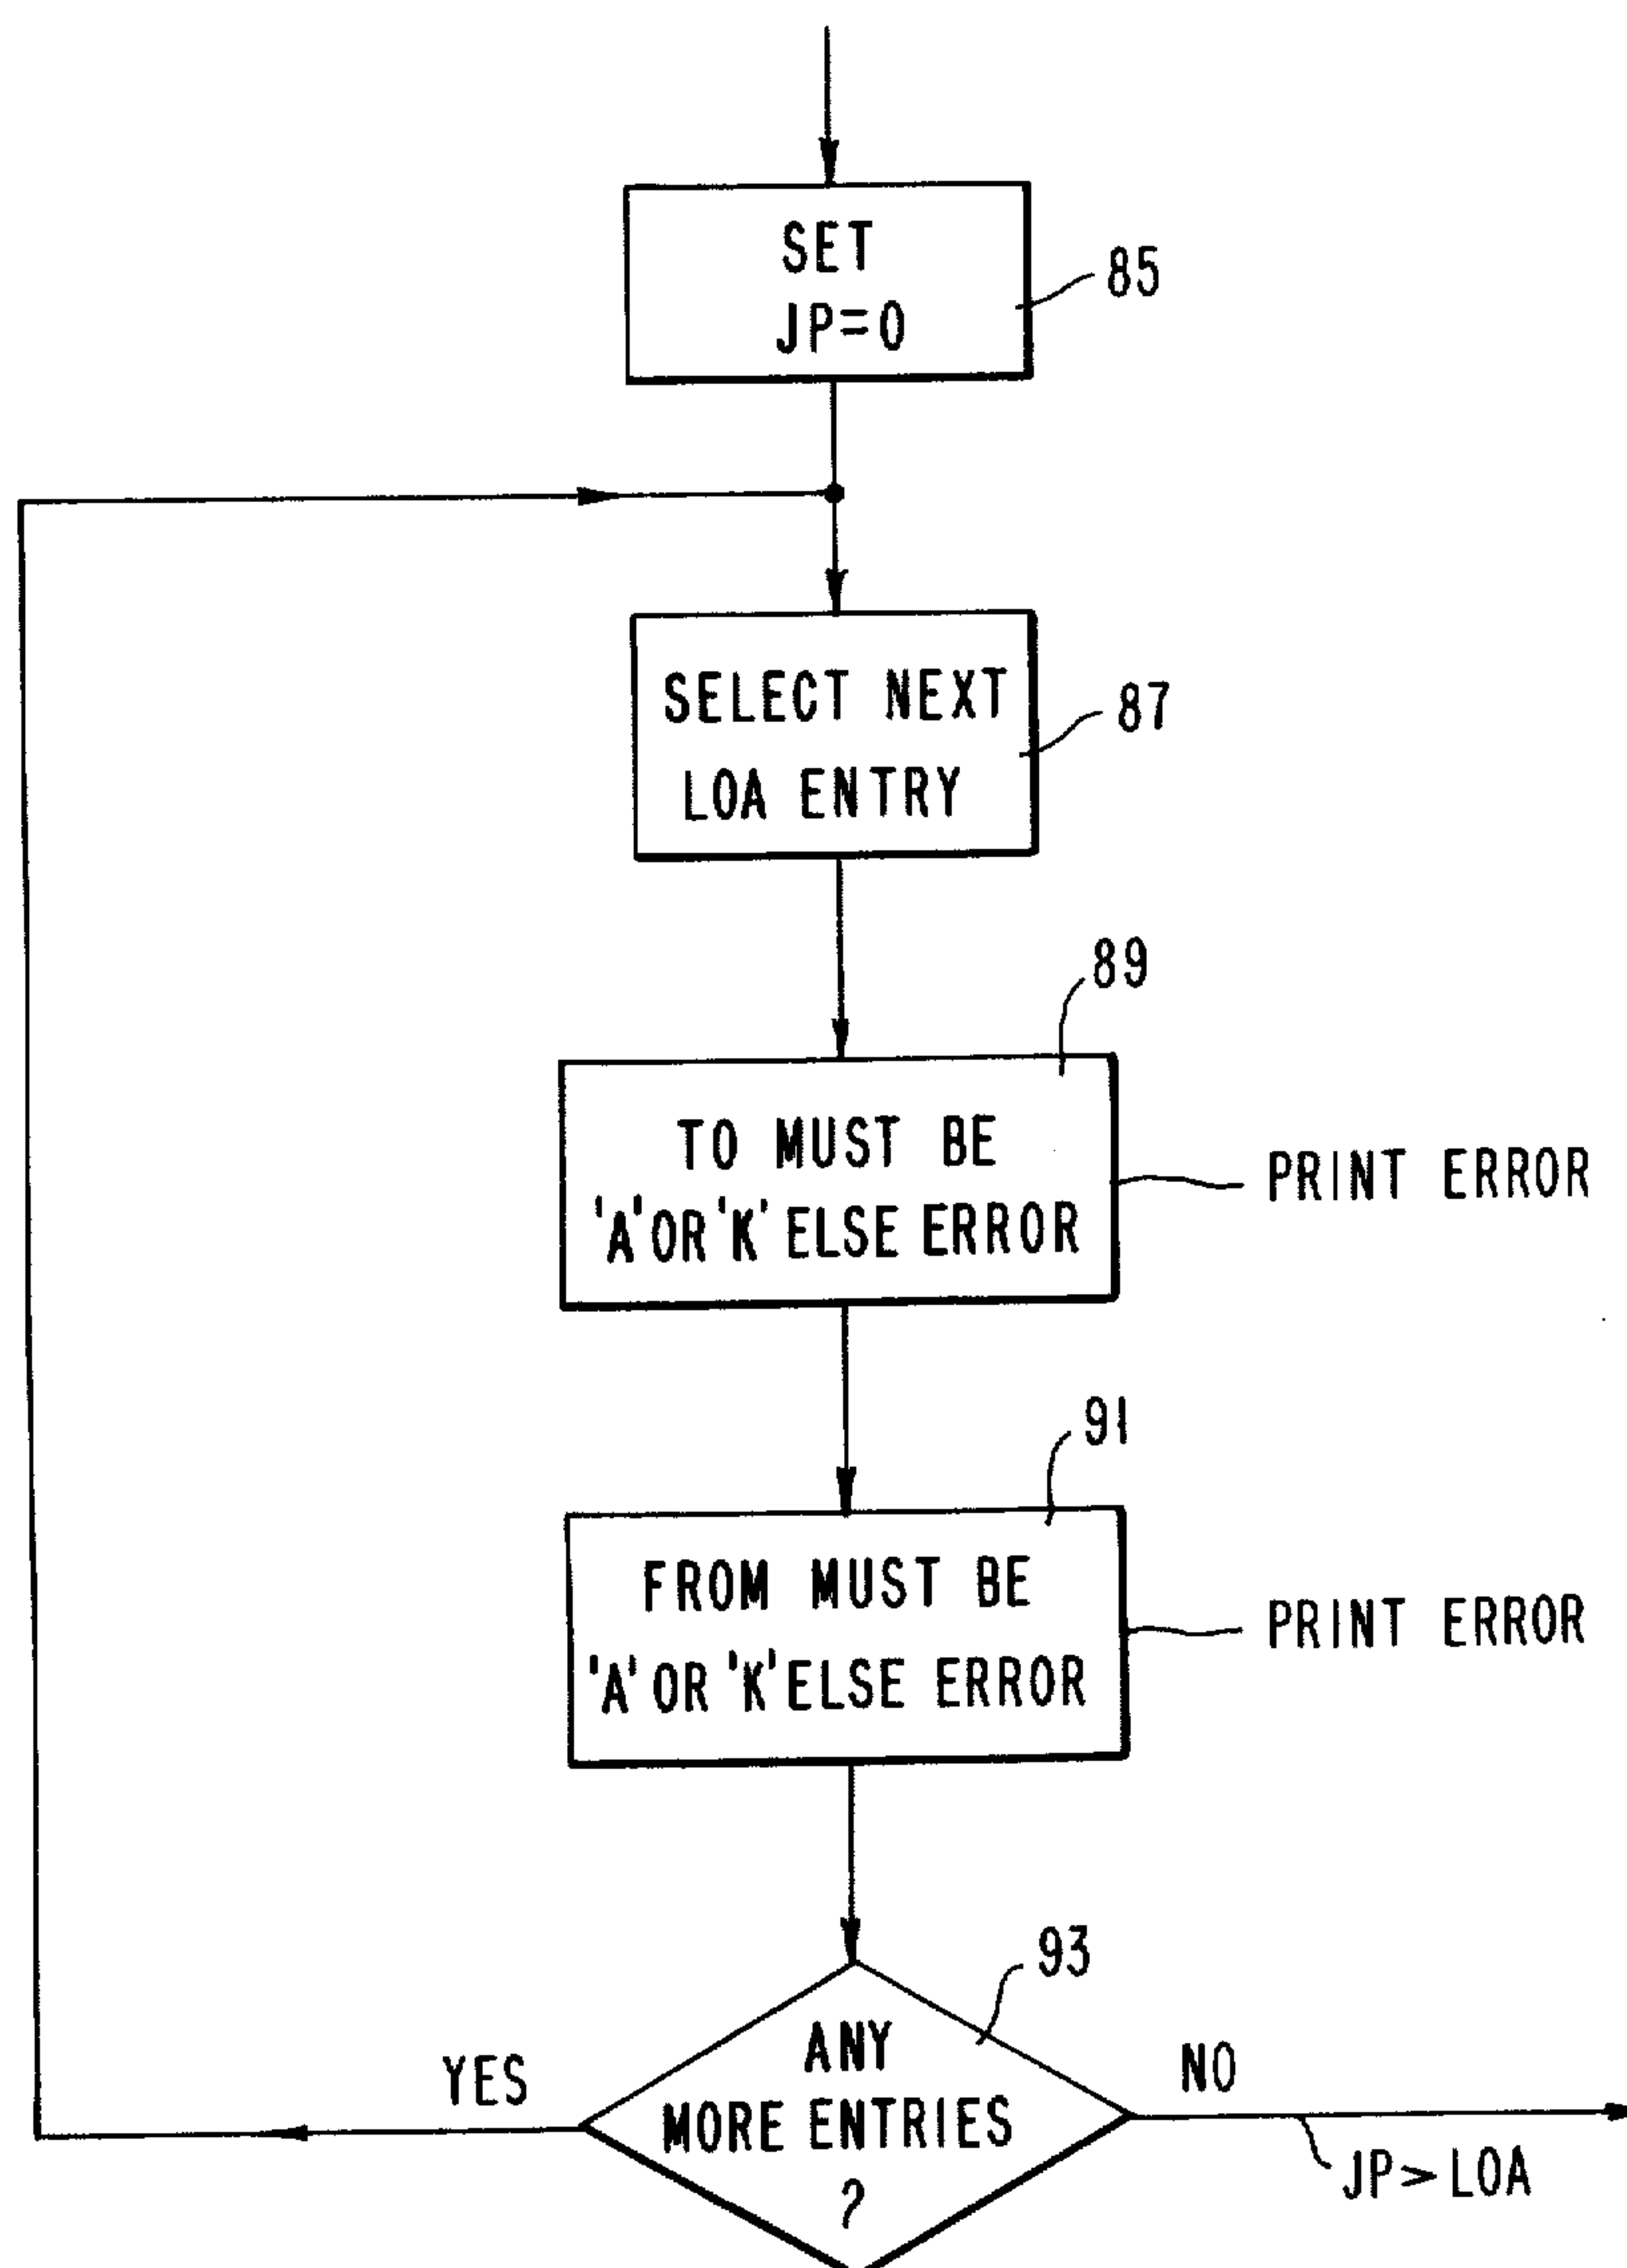 SET
JP=0
85
SELECT NEXT
LOA ENTRY
87
89
TO MUST BE
'A' OR 'K' ELSE ERROR
PRINT ERROR
91
FROM MUST BE
'A' OR 'K' ELSE ERROR
PRINT ERROR
93
ANY
MORE ENTRIES
?
YES
NO
JP> LOA